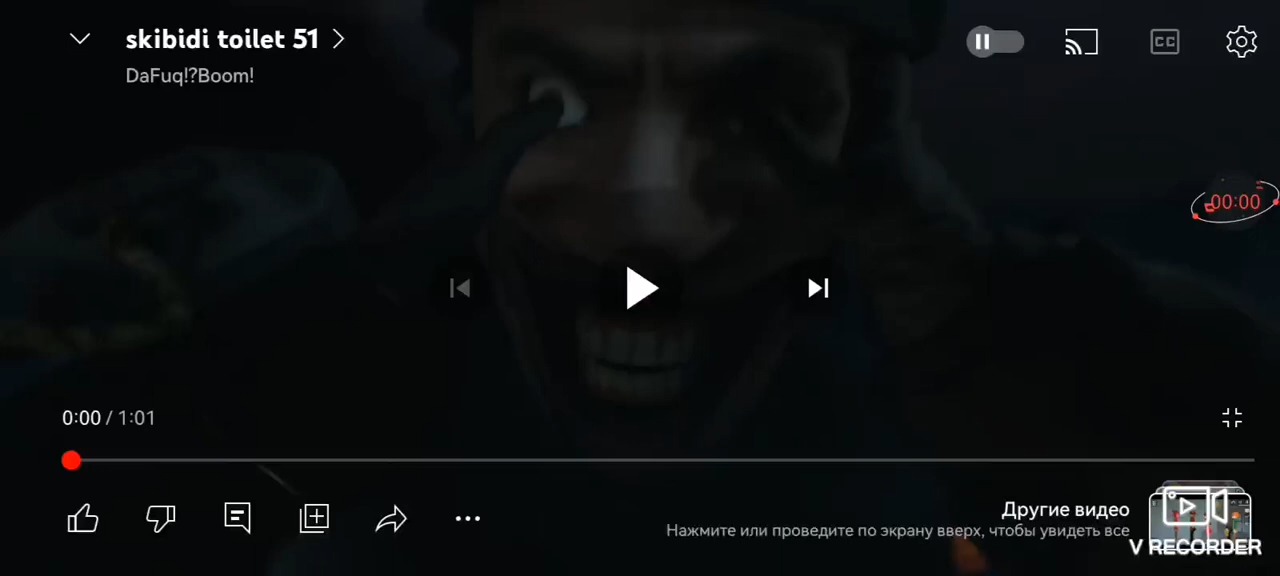 skibidi toilet 51
DaFuq!?Boom!
CC
00:00
0:00 / 1:01
Другие видео
Нажмите или проведите по экрану вверх, чтобы увидеть все
V RECORDER